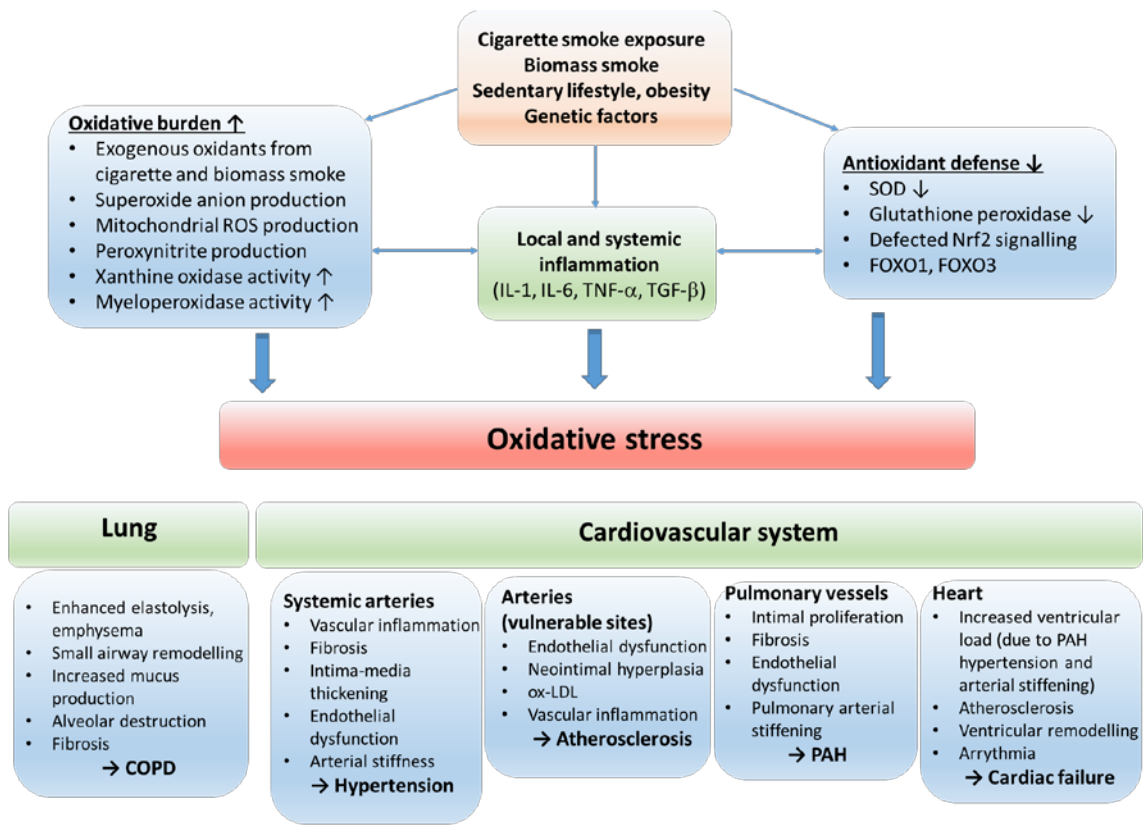 Cigarette smoke exposure
Biomass smoke
Sedentary lifestyle, obesity
Genetic factors
Oxidative burden ↑
• Exogenous oxidants from
cigarette and biomass smoke
• Superoxide anion production
• Mitochondrial ROS production
• Peroxynitrite production
• Xanthine oxidase activity ↑
• Myeloperoxidase activity ↑
Local and systemic
inflammation
(IL-1, IL-6, TNF-α, TGF-β)
Antioxidant defense ↓
• SOD ↓
• Glutathione peroxidase ↓
• Defected Nrf2 signalling
• FOXO1, FOXO3
Oxidative stress
Lung
• Enhanced elastolysis,
emphysema
• Small airway remodelling
• Increased mucus
production
• Alveolar destruction
• Fibrosis
→ COPD
Cardiovascular system
Systemic arteries
• Vascular inflammation
• Fibrosis
• Intima-media
thickening
• Endothelial
dysfunction
• Arterial stiffness
→ Hypertension
Arteries
(vulnerable sites)
• Endothelial dysfunction
• Neointimal hyperplasia
• ox-LDL
• Vascular inflammation
→ Atherosclerosis
Pulmonary vessels
• Intimal proliferation
• Fibrosis
• Endothelial
dysfunction
• Pulmonary arterial
stiffening
→ PAH
Heart
• Increased ventricular
load (due to PAH
hypertension and
arterial stiffening)
• Atherosclerosis
• Ventricular remodelling
• Arrythmia
→ Cardiac failure